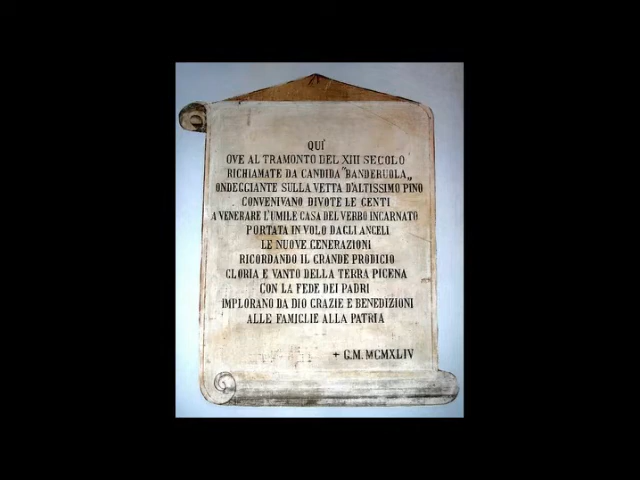 QUI
OVE AL TRAMONTO DEL XIII SECOLO
RICHIAMATE DA CANDIDA "BANDERUOLA„
ONDEGGIANTE SULLA VETTA D'ALTISSIMO PINO
CONVENIVANO DIVOTE LE GENTI
A VENERARE L'UMILE CASA DEL VERBO INCARNATO
PORTATA IN VOLO DAGLI ANGELI
LE NUOVE GENERAZIONI
RICORDANDO IL GRANDE PRODIGIO
GLORIA E VANTO DELLA TERRA PICENA
CON LA FEDE DEI PADRI
IMPLORANO DA DIO GRAZIE E BENEDIZIONI
ALLE FAMIGLIE ALLA PATRIA
+ G.M. MCMXLIV